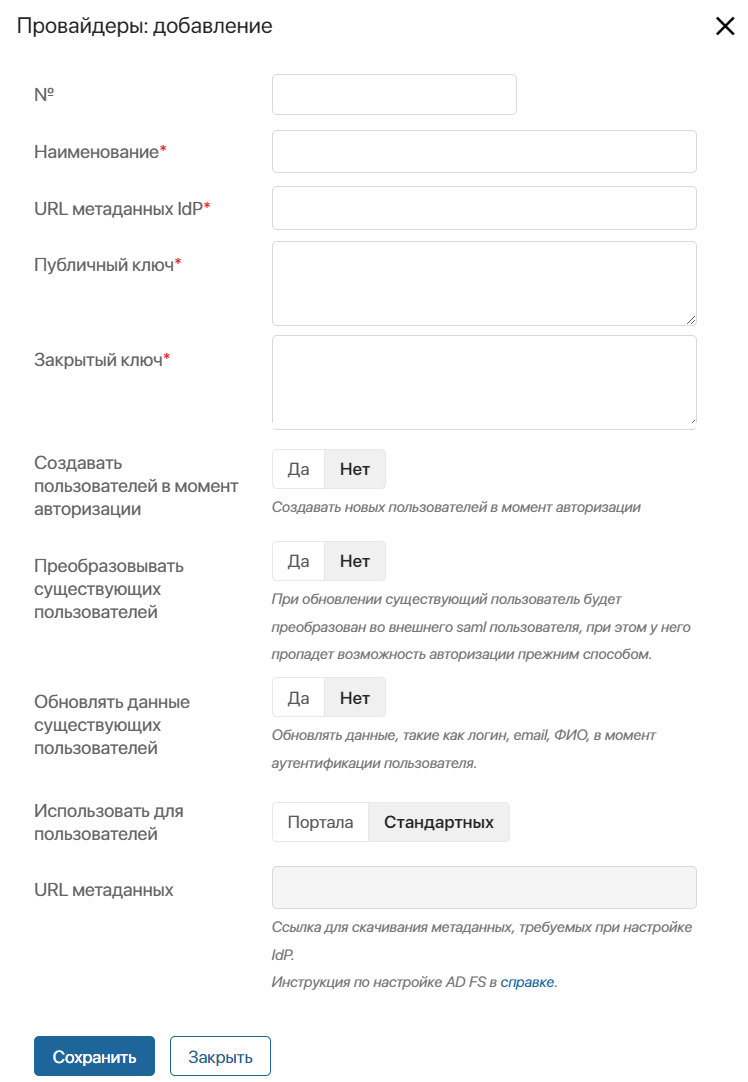 Провайдеры: добавление
№
Наименование*
URL метаданных IdP*
Публичный ключ*
Закрытый ключ*
Создавать
пользователей в момент
авторизации
Да Нет
Создавать новых пользователей в момент авторизации
Преобразовывать
существующих
пользователей
Да Нет
При обновлении существующий пользователь будет
преобразован во внешнего saml пользователя, при этом у него
пропадет возможность авторизации прежним способом.
Обновлять данные
существующих
пользователей
Да Нет
Обновлять данные, такие как логин, email, ФИО, в момент
аутентификации пользователя.
Использовать для
пользователей
Портала Стандартных
URL метаданных
Ссылка для скачивания метаданных, требуемых при настройке
IdP.
Инструкция по настройке AD FS в справке.
Сохранить Закрыть